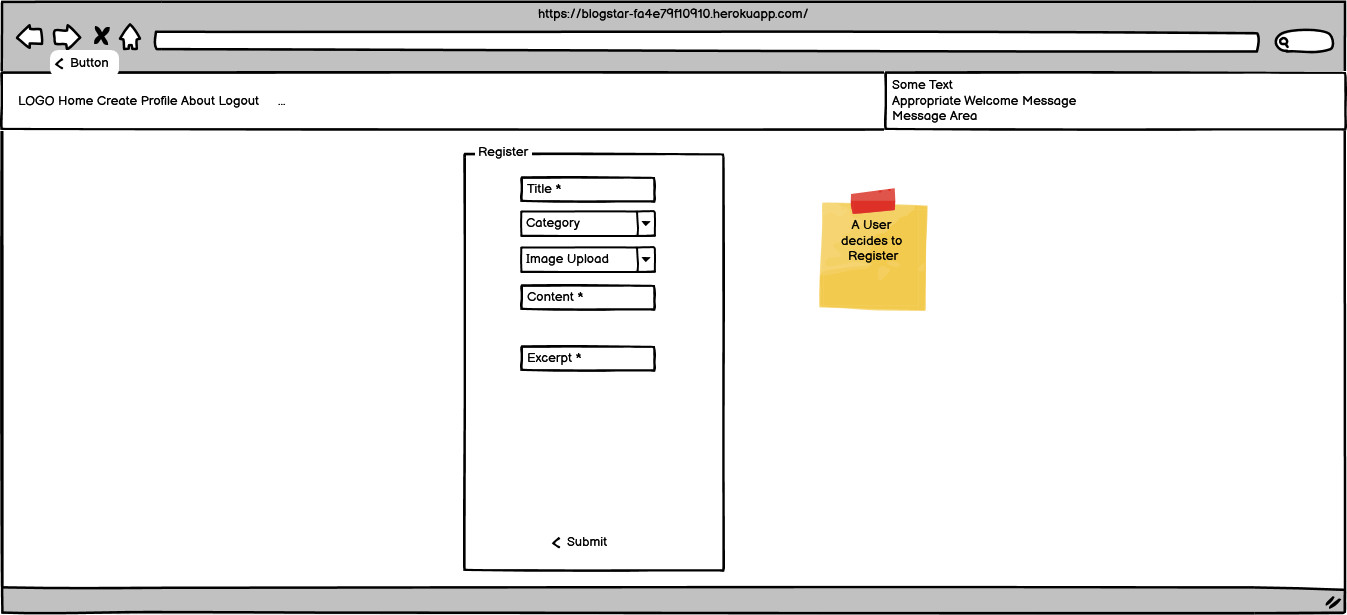 https://blogstar-fa4e79f10910.herokuapp.com/
Button
LOGO Home Create Profile About Logout ...
Some Text
Appropriate Welcome Message
Message Area
Register
Title *
Category
Image Upload
Content *
Excerpt *
Submit
A User
decides to
Register